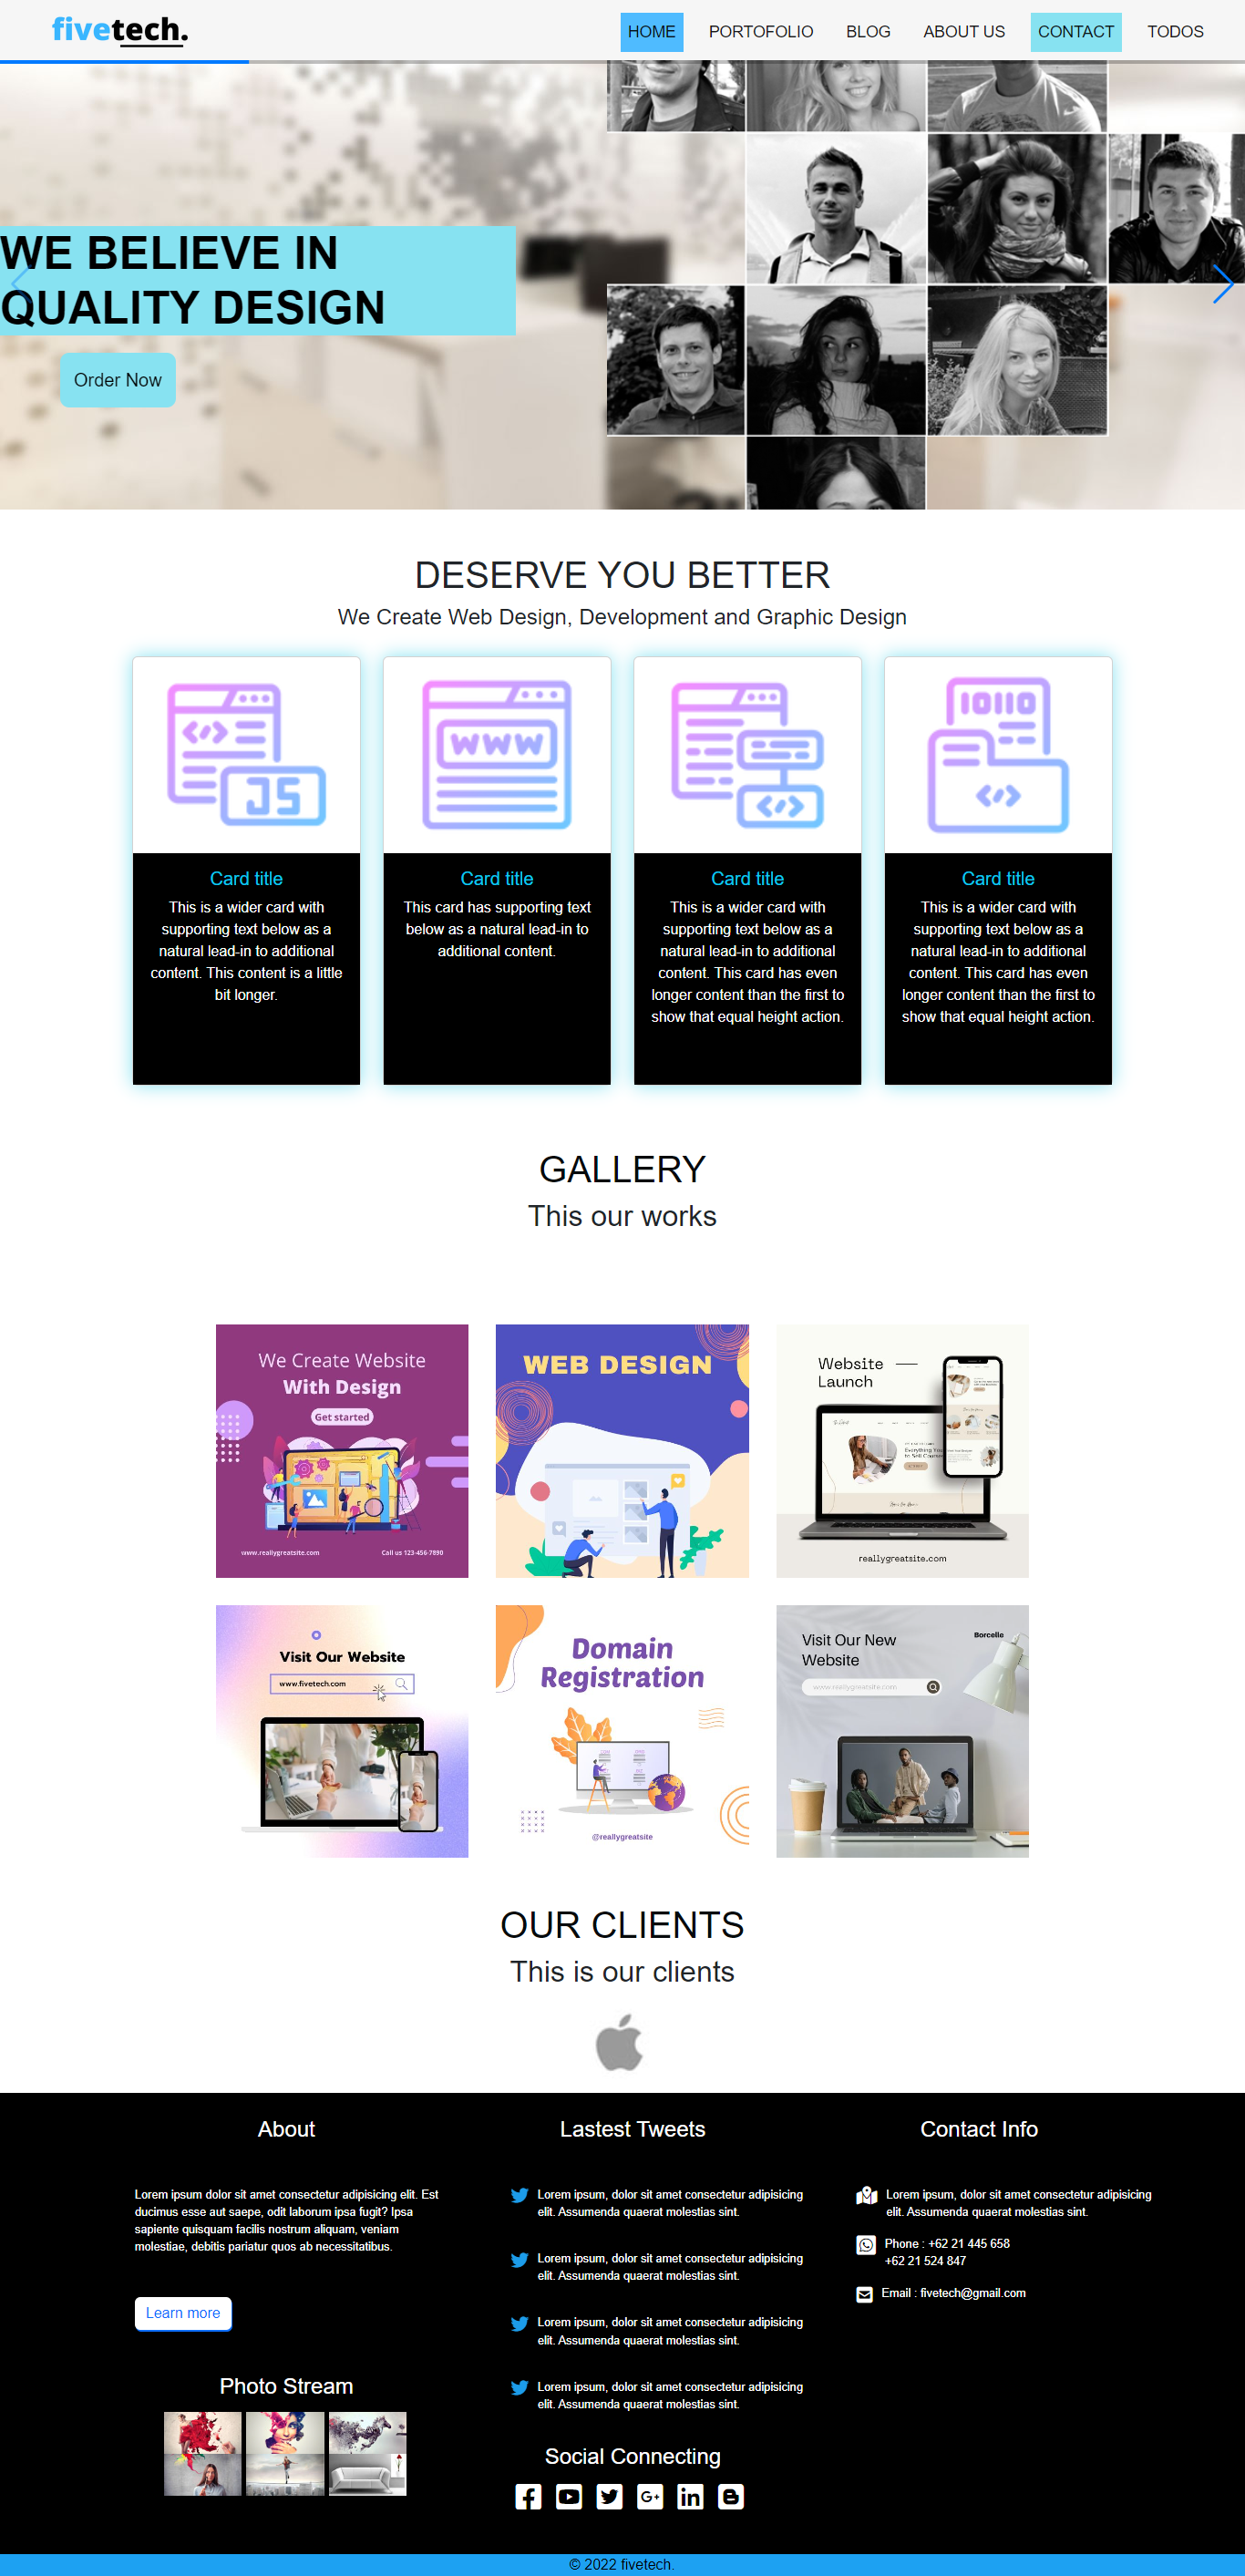 fivetech.
HOME PORTOFOLIO BLOG ABOUT US CONTACT TODOS
WE BELIEVE IN
QUALITY DESIGN
Order Now
DESERVE YOU BETTER
We Create Web Design, Development and Graphic Design
JS
WWW
10110
Card title
This is a wider card with
supporting text below as a
natural lead-in to additional
content. This content is a little
bit longer.
Card title
This card has supporting text
below as a natural lead-in to
additional content.
Card title
This is a wider card with
supporting text below as a
natural lead-in to additional
content. This card has even
longer content than the first to
show that equal height action.
Card title
This is a wider card with
supporting text below as a
natural lead-in to additional
content. This card has even
longer content than the first to
show that equal height action.
GALLERY
This our works
We Create Website
With Design
Get started
www.reallygreatsite.com
Call us 123-456-7890
WEB DESIGN
Website
Launch
reallygreatsite.com
Visit Our Website
www.fivetech.com
Domain
Registration
@reallygreatsite
Visit Our New
Website
Borcelle
www.reallygreatsite.com
OUR CLIENTS
This is our clients
About
Lorem ipsum dolor sit amet consectetur adipisicing elit. Est
ducimus esse aut saepe, odit laborum ipsa fugit? Ipsa
sapiente quisquam facilis nostrum aliquam, veniam
molestiae, debitis pariatur quos ab necessitatibus.
Learn more
Photo Stream
Lastest Tweets
Lorem ipsum, dolor sit amet consectetur adipisicing
elit. Assumenda quaerat molestias sint.
Lorem ipsum, dolor sit amet consectetur adipisicing
elit. Assumenda quaerat molestias sint.
Lorem ipsum, dolor sit amet consectetur adipisicing
elit. Assumenda quaerat molestias sint.
Lorem ipsum, dolor sit amet consectetur adipisicing
elit. Assumenda quaerat molestias sint.
Social Connecting
Contact Info
Lorem ipsum, dolor sit amet consectetur adipisicing
elit. Assumenda quaerat molestias sint.
Phone : +62 21 445 658
+62 21 524 847
Email : fivetech@gmail.com
© 2022 fivetech.